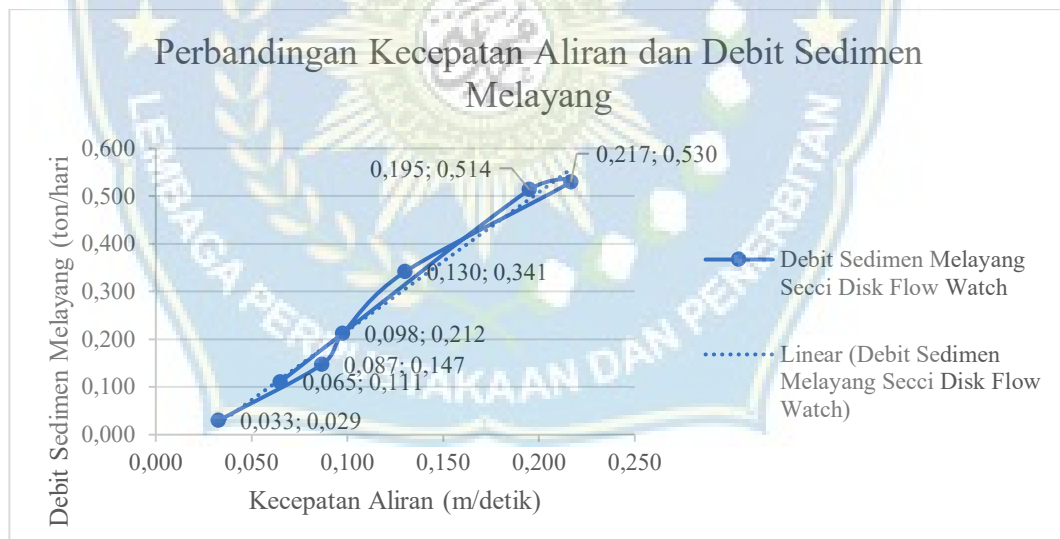 Perbandingan Kecepatan Aliran dan Debit Sedimen
Melayang
Debit Sedimen Melayang (ton/hari
0,600
0,500
0,400
0,300
0,200
0,100
0,000
0,195; 0,514
0,217; 0,530
0,130; 0,341
0,098; 0,212
0,087; 0,147
0,065; 0,111
0,033; 0,029
0,000
0,050
0,100
0,150
0,200
0,250
Kecepatan Aliran (m/detik)
Debit Sedimen Melayang
Secci Disk Flow Watch
Linear (Debit Sedimen
Melayang Secci Disk Flow
Watch)
LEMBAGA PERPUSTAKAAN DAN PENERBITAN